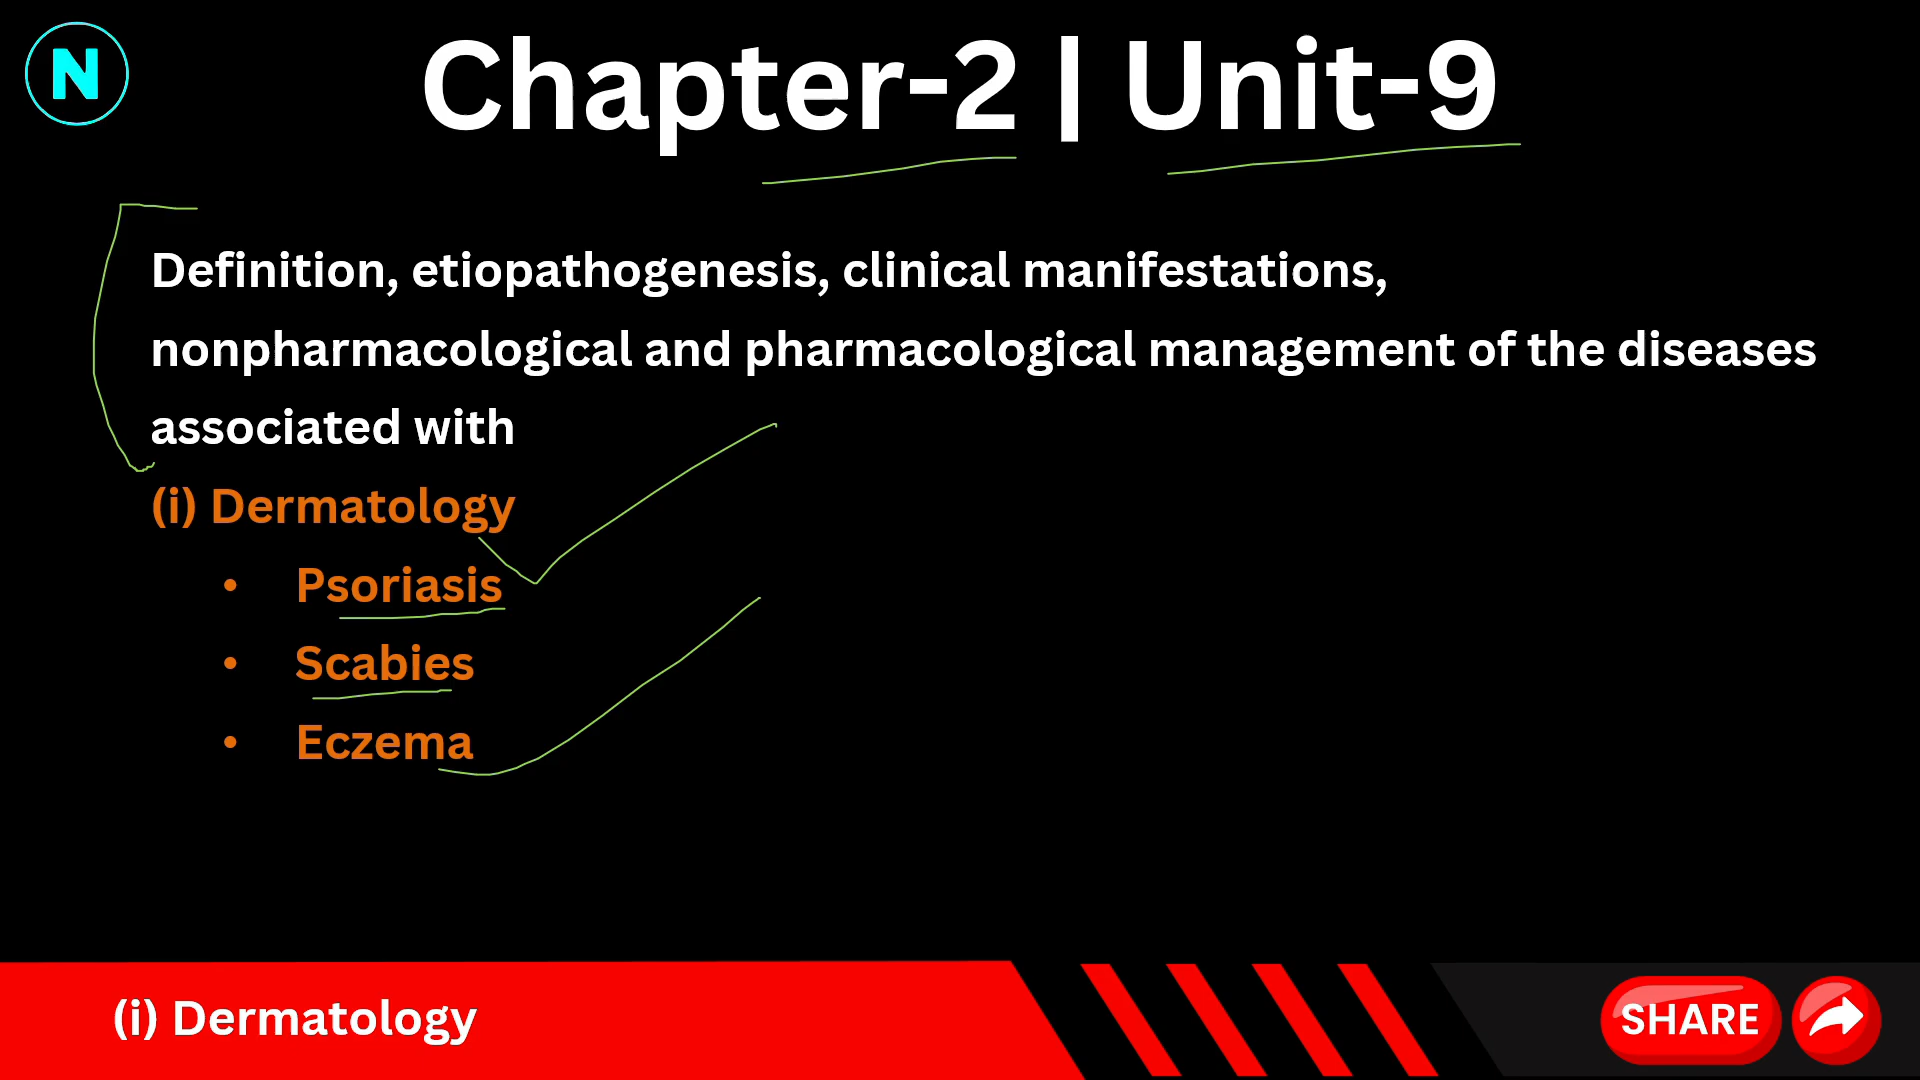 N
Chapter-2 | Unit-9
Definition, etiopathogenesis, clinical manifestations,
nonpharmacological and pharmacological management of the diseases
associated with
(i) Dermatology
• Psoriasis
• Scabies
• Eczema
(i) Dermatology
SHARE